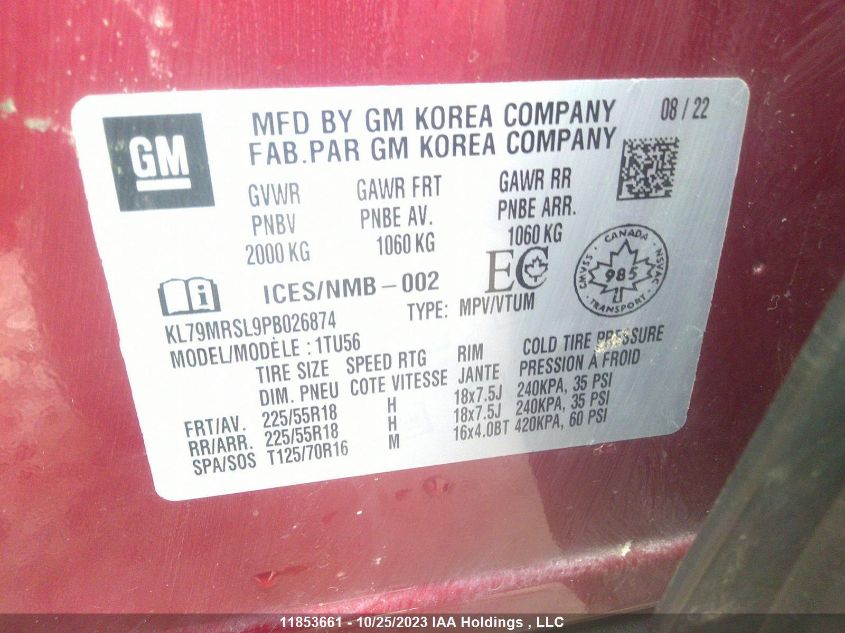 GM
MFD BY GM KOREA COMPANY 08 / 22
FAB.PAR GM KOREA COMPANY
GVWR GAWR FRT GAWR RR
PNBV PNBE AV. PNBE ARR.
2000 KG 1060 KG 1060 KG
ICES/NMB-002 EC
CANADA
CMVSS 985 NSVAC
TRANSPORT
KL79MRSL9PB026874 TYPE: MPV/VTUM
MODEL/MODÈLE : 1TU56
TIRE SIZE SPEED RTG RIM COLD TIRE PRESSURE
DIM. PNEU COTE VITESSE JANTE PRESSION A FROID
FRT/AV. 225/55R18 H 18x7.5J 240KPA, 35 PSI
RR/ARR. 225/55R18 H 18x7.5J 240KPA, 35 PSI
SPA/SOS T125/70R16 M 16x4.0BT 420KPA, 60 PSI
11853661 - 10/25/2023 IAA Holdings , LLC